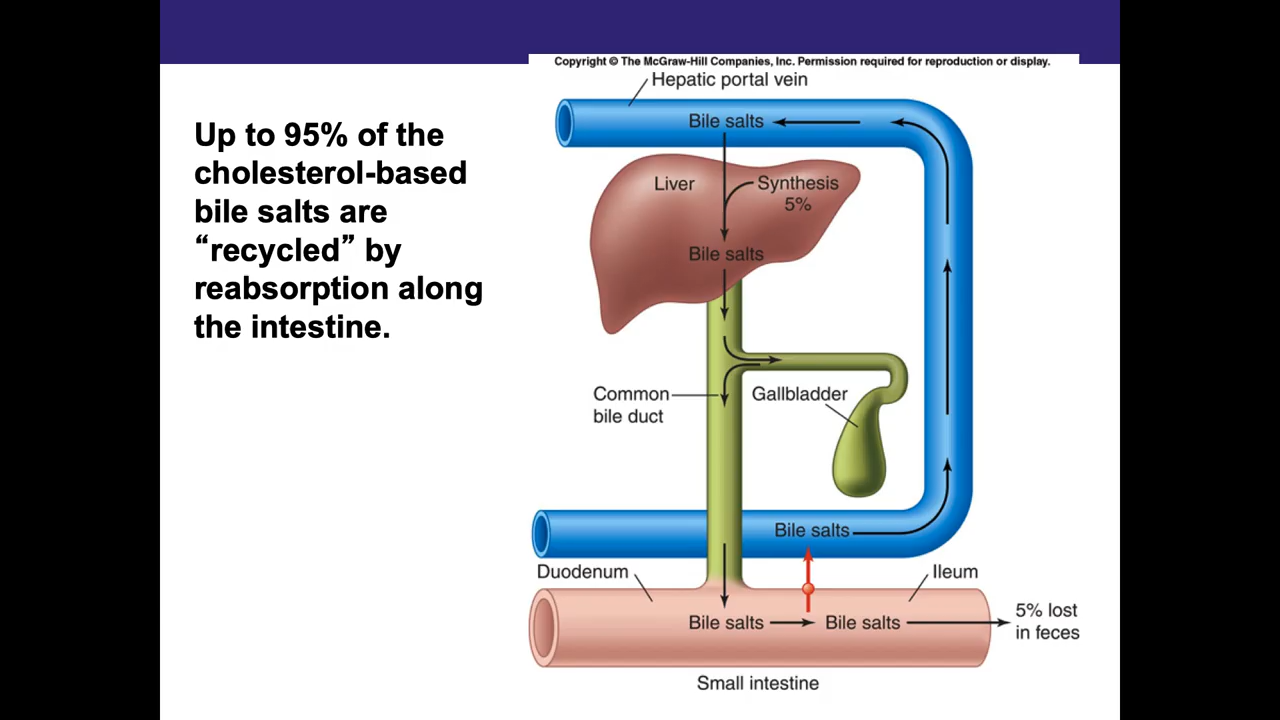 Copyright © The McGraw-Hill Companies, Inc. Permission required for reproduction or display.
Up to 95% of the
cholesterol-based
bile salts are
“recycled” by
reabsorption along
the intestine.
Hepatic portal vein
Bile salts
Liver
Synthesis
5%
Bile salts
Common
bile duct
Gallbladder
Bile salts
Duodenum
Ileum
Bile salts
Bile salts
5% lost
in feces
Small intestine